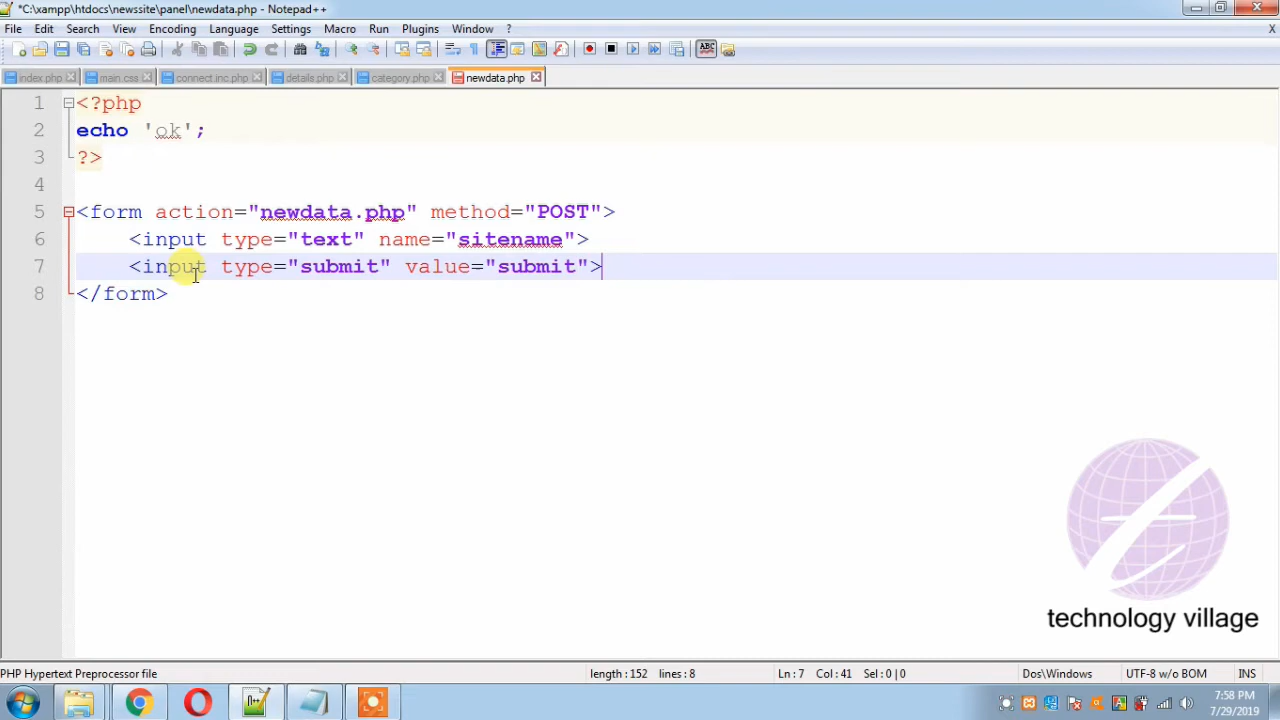 *C:\xampp\htdocs\newssite\panel\newdata.php - Notepad++
File Edit Search View Encoding Language Settings Macro Run Plugins Window ? X
index.php main.css connect.inc.php details.php category.php newdata.php
1 <?php
2 echo 'ok';
3 ?>
4
5 <form action="newdata.php" method="POST">
6 <input type="text" name="sitename">
7 <input type="submit" value="submit">
8 </form>
technology village
PHP Hypertext Preprocessor file length : 152 lines : 8 Ln : 7 Col : 41 Sel : 0 | 0 Dos\Windows UTF-8 w/o BOM INS
7:58 PM
7/29/2019